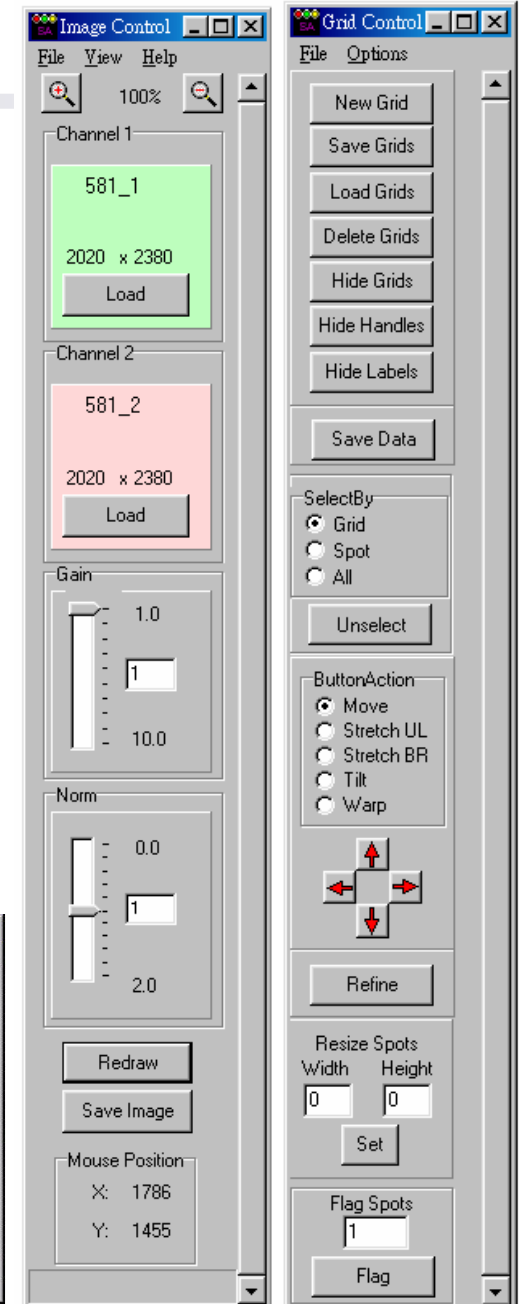 Image Control
File View Help
100%
Channel 1
581_1
2020 x 2380
Load
Channel 2
581_2
2020 x 2380
Load
Gain
1.0
1
10.0
Norm
0.0
1
2.0
Redraw
Save Image
Mouse Position
X: 1786
Y: 1455
Grid Control
File Options
New Grid
Save Grids
Load Grids
Delete Grids
Hide Grids
Hide Handles
Hide Labels
Save Data
SelectBy
Grid
Spot
All
Unselect
ButtonAction
Move
Stretch UL
Stretch BR
Tilt
Warp
Refine
Resize Spots
Width Height
0 0
Set
Flag Spots
1
Flag